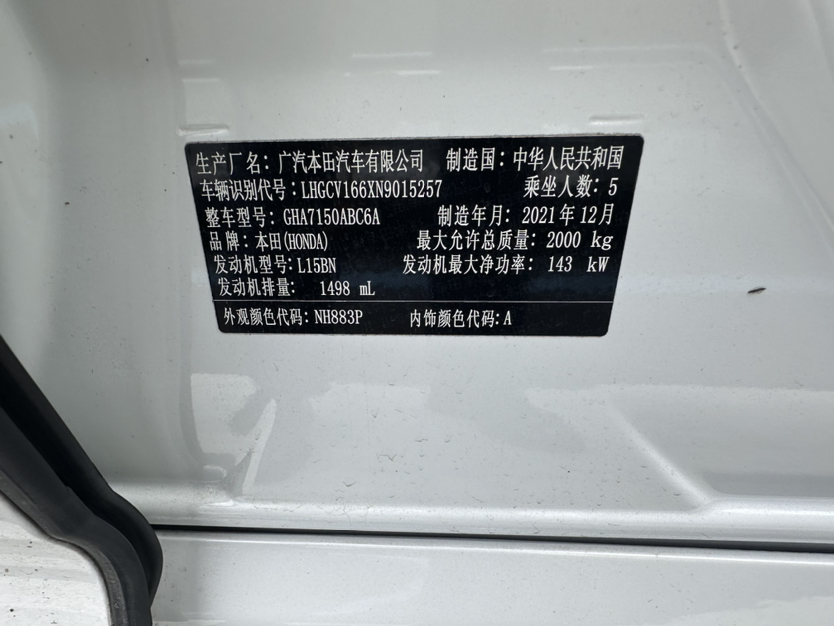 生产厂名：广汽本田汽车有限公司 制造国：中华人民共和国
车辆识别代号：LHGCV166XN9015257 乘坐人数：5
整车型号：GHA7150ABC6A 制造年月：2021年12月
品牌：本田(HONDA) 最大允许总质量：2000 kg
发动机型号：L15BN 发动机最大净功率：143 kW
发动机排量：1498 mL
外观颜色代码：NH883P 内饰颜色代码：A